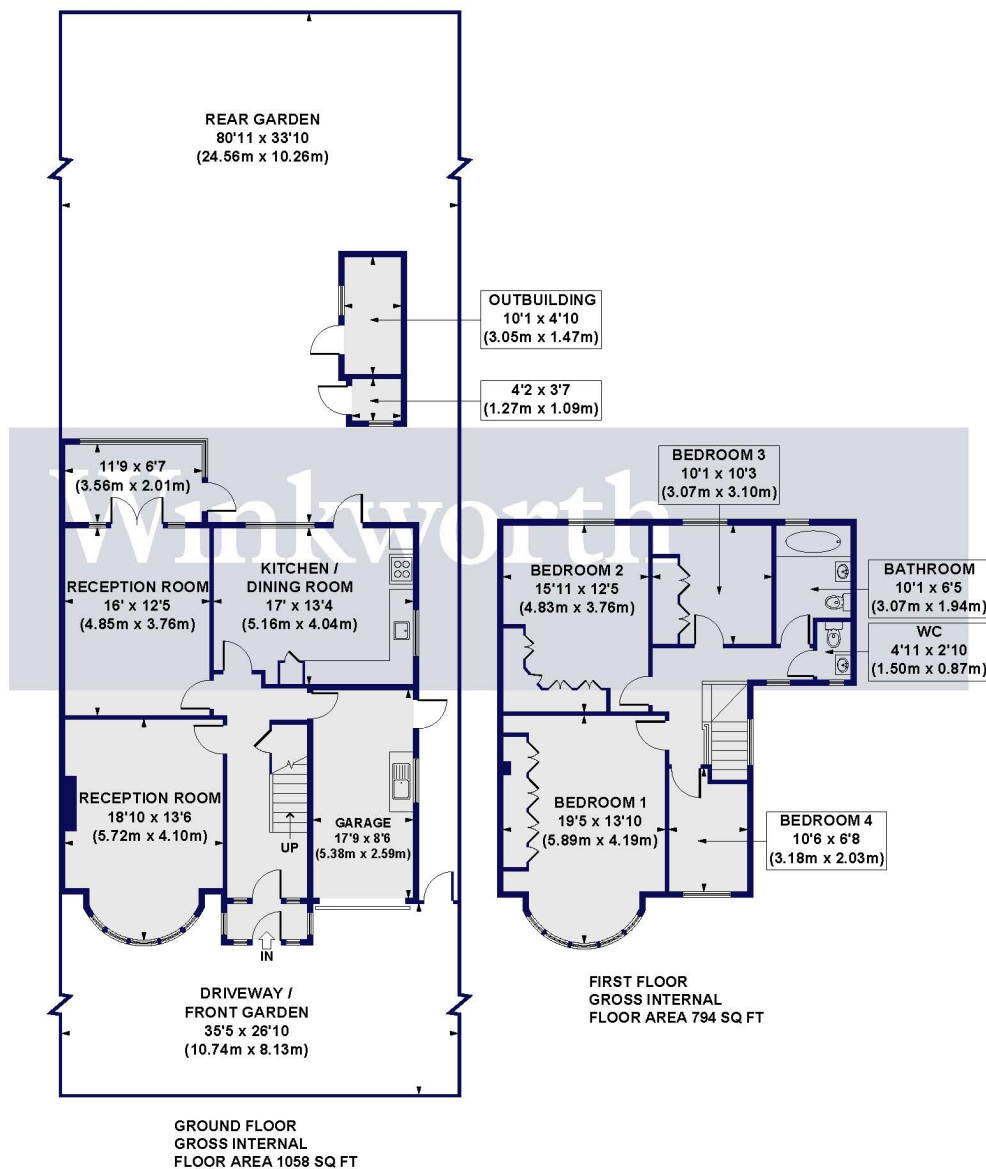 REAR GARDEN
80'11 x 33'10
(24.56m x 10.26m)
OUTBUILDING
10'1 x 4'10
(3.05m x 1.47m)
4'2 x 3'7
(1.27m x 1.09m)
Winkworth
11'9 x 6'7
(3.56m x 2.01m)
RECEPTION ROOM
16' x 12'5
(4.85m x 3.76m)
KITCHEN /
DINING ROOM
17' x 13'4
(5.16m x 4.04m)
RECEPTION ROOM
18'10 x 13'6
(5.72m x 4.10m)
UP
GARAGE
17'9 x 8'6
(5.38m x 2.59m)
IN
DRIVEWAY /
FRONT GARDEN
35'5 x 26'10
(10.74m x 8.13m)
GROUND FLOOR
GROSS INTERNAL
FLOOR AREA 1058 SQ FT
BEDROOM 3
10'1 x 10'3
(3.07m x 3.10m)
BEDROOM 2
15'11 x 12'5
(4.83m x 3.76m)
BATHROOM
10'1 x 6'5
(3.07m x 1.94m)
WC
4'11 x 2'10
(1.50m x 0.87m)
BEDROOM 1
19'5 x 13'10
(5.89m x 4.19m)
BEDROOM 4
10'6 x 6'8
(3.18m x 2.03m)
FIRST FLOOR
GROSS INTERNAL
FLOOR AREA 794 SQ FT